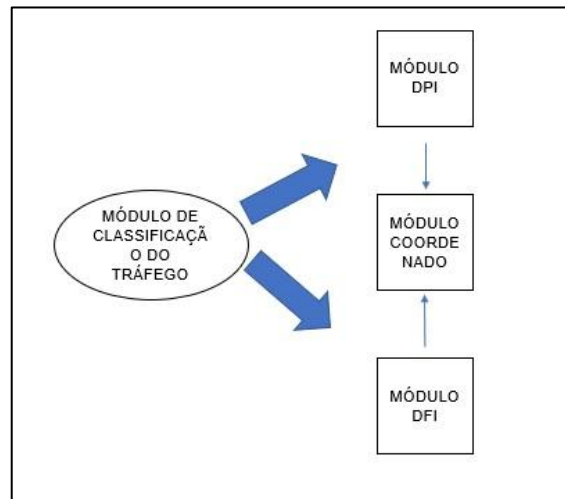 MÓDULO
DPI
MÓDULO DE
CLASSIFICAÇÃ
O DO
TRÁFEGO
MÓDULO
COORDE
NADO
MÓDULO
DFI